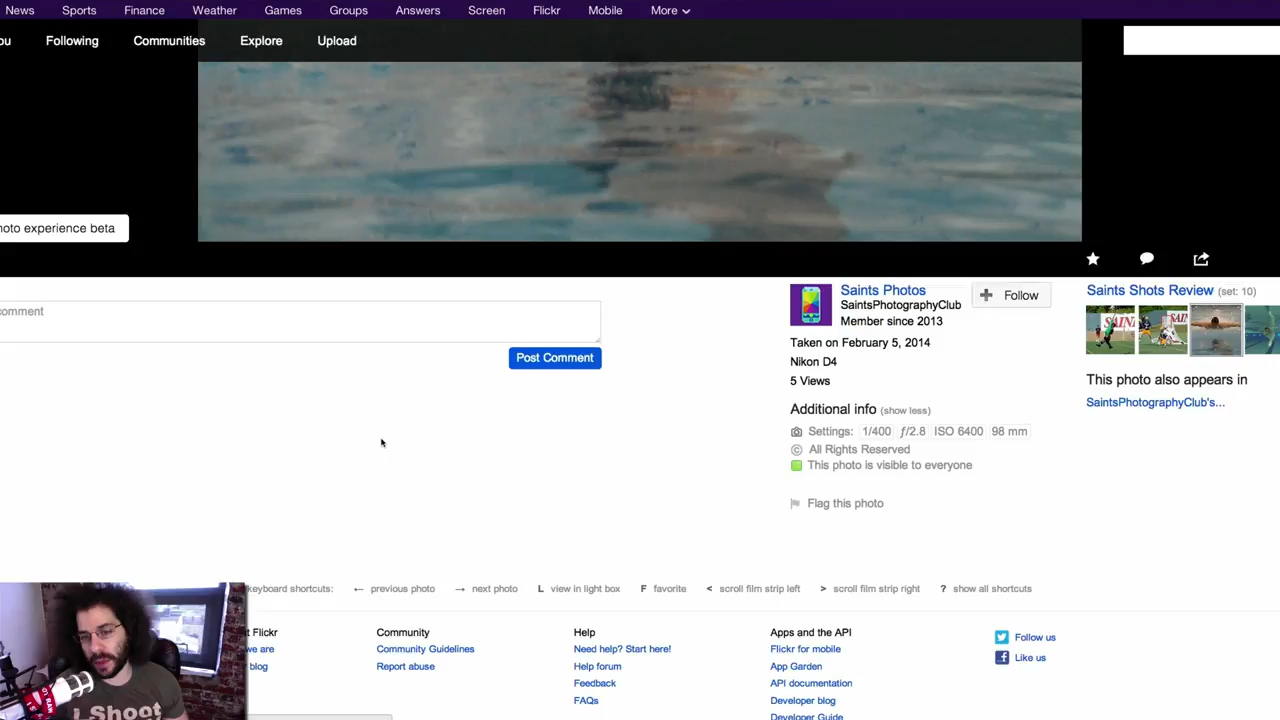 News Sports Finance Weather Games Groups Answers Screen Flickr Mobile More
ou Following Communities Explore Upload
hoto experience beta
comment
Post Comment
Saints Photos
SaintsPhotographyClub
Member since 2013
+ Follow
Taken on February 5, 2014
Nikon D4
5 Views
Additional info (show less)
Settings: 1/400 ƒ/2.8 ISO 6400 98 mm
© All Rights Reserved
This photo is visible to everyone
Flag this photo
Saints Shots Review (set: 10)
SAIN
SAIN
This photo also appears in
SaintsPhotographyClub's...
keyboard shortcuts: ← previous photo → next photo L view in light box F favorite < scroll film strip left > scroll film strip right ? show all shortcuts
t Flickr
we are
blog
Community
Community Guidelines
Report abuse
Help
Need help? Start here!
Help forum
Feedback
FAQs
Apps and the API
Flickr for mobile
App Garden
API documentation
Developer blog
Developer Guide
Follow us
Like us
I Shoot
RAW